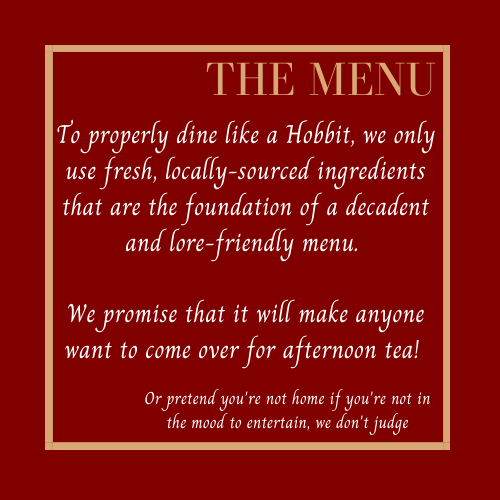 THE MENU
To properly dine like a Hobbit, we only
use fresh, locally-sourced ingredients
that are the foundation of a decadent
and lore-friendly menu.
We promise that it will make anyone
want to come over for afternoon tea!
Or pretend you're not home if you're not in
the mood to entertain, we don't judge